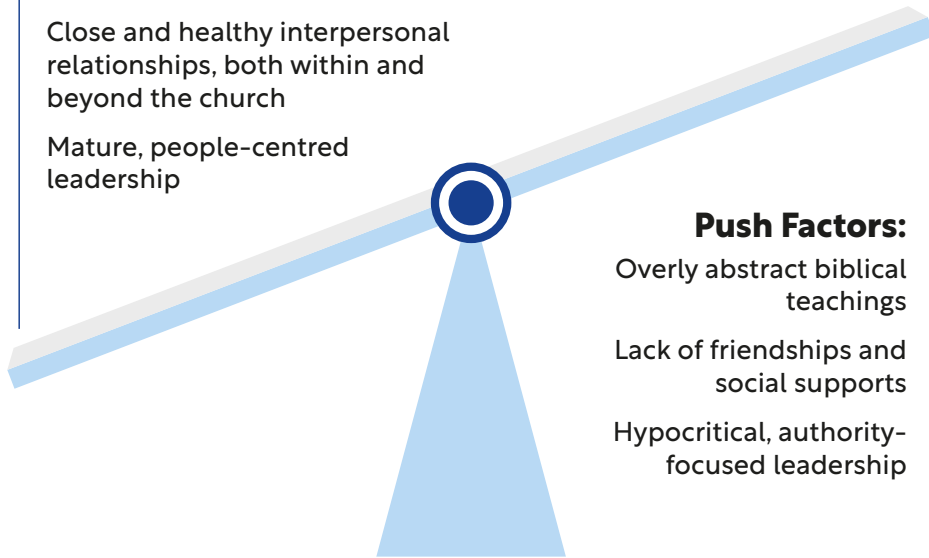 Close and healthy interpersonal
relationships, both within and
beyond the church
Mature, people-centred
leadership
Push Factors:
Overly abstract biblical
teachings
Lack of friendships and
social supports
Hypocritical, authority-
focused leadership